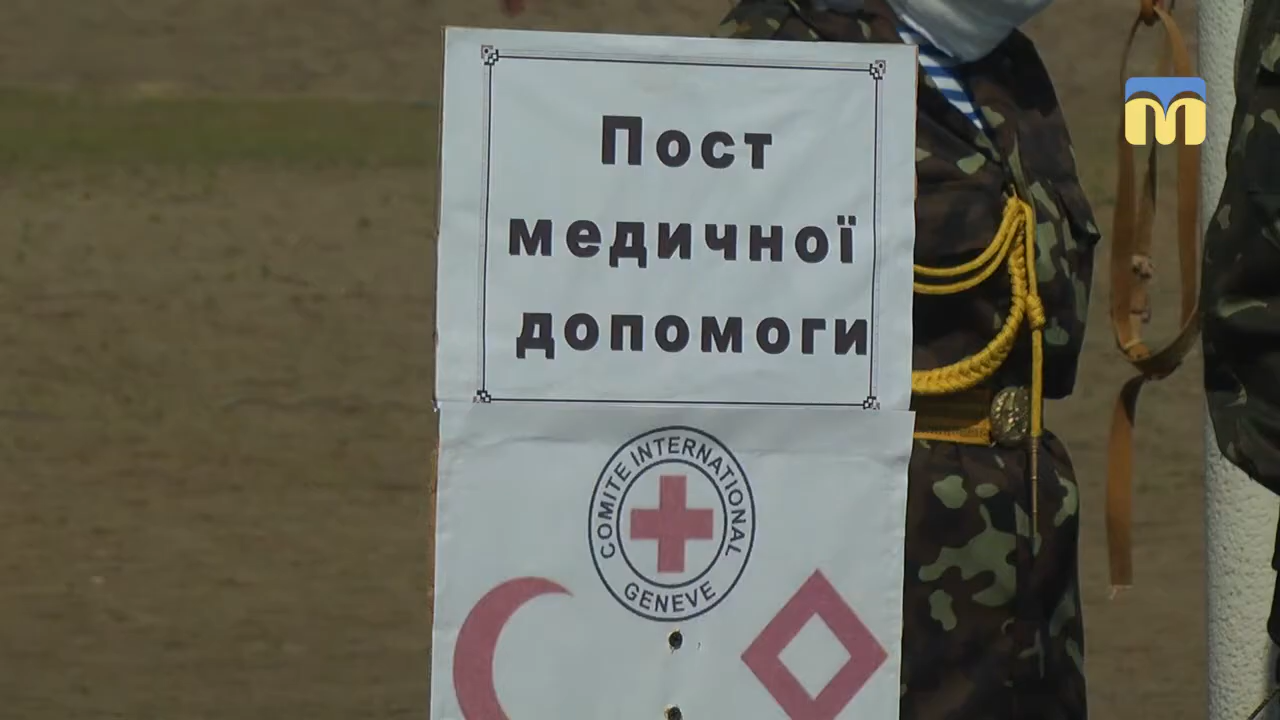 Пост
медичної
допомоги
COMITE INTERNATIONAL
GENEVE